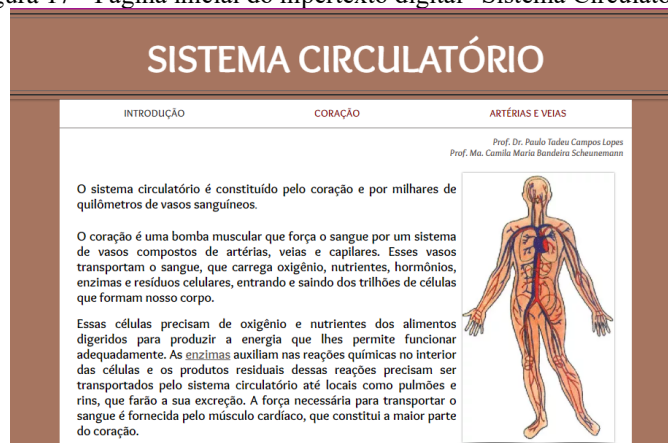 Página inicial do hipertexto digital "Sistema
SISTEMA CIRCULATÓRIO
INTRODUÇÃO CORAÇÃO ARTÉRIAS E VEIAS
Prof. Dr. Paulo Tadeu Campos Lopes
Prof. Ma. Camila Maria Bandeira Scheunemann
O sistema circulatório é constituído pelo coração e por milhares de
quilômetros de vasos sanguíneos.
O coração é uma bomba muscular que força o sangue por um sistema
de vasos compostos de artérias, veias e capilares. Esses vasos
transportam o sangue, que carrega oxigênio, nutrientes, hormônios,
enzimas e resíduos celulares, entrando e saindo dos trilhões de células
que formam nosso corpo.
Essas células precisam de oxigênio e nutrientes dos alimentos
digeridos para produzir a energia que lhes permite funcionar
adequadamente. As enzimas auxiliam nas reações químicas no interior
das células e os produtos residuais dessas reações precisam ser
transportados pelo sistema circulatório até locais como pulmões e
rins, que farão a sua excreção. A força necessária para transportar o
sangue é fornecida pelo músculo cardíaco, que constitui a maior parte
do coração.